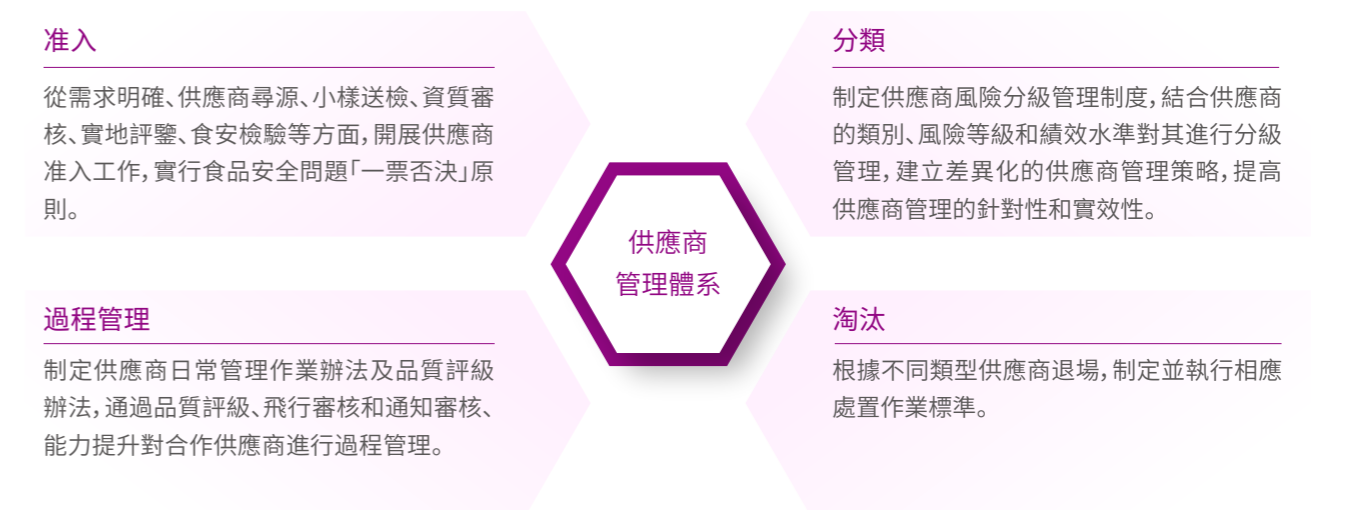 准入
從需求明確、供應商尋源、小樣送檢、資質審
核、實地評鑒、食安檢驗等方面，開展供應商
准入工作，實行食品安全問題「一票否決」原
則。
分類
制定供應商風險分級管理制度，結合供應商
的類別、風險等級和績效水準對其進行分級
管理，建立差異化的供應商管理策略，提高
供應商管理的針對性和實效性。
供應商
管理體系
過程管理
制定供應商日常管理作業辦法及品質評級
辦法，通過品質評級、飛行審核和通知審核、
能力提升對合作供應商進行過程管理。
淘汰
根據不同類型供應商退場，制定並執行相應
處置作業標準。